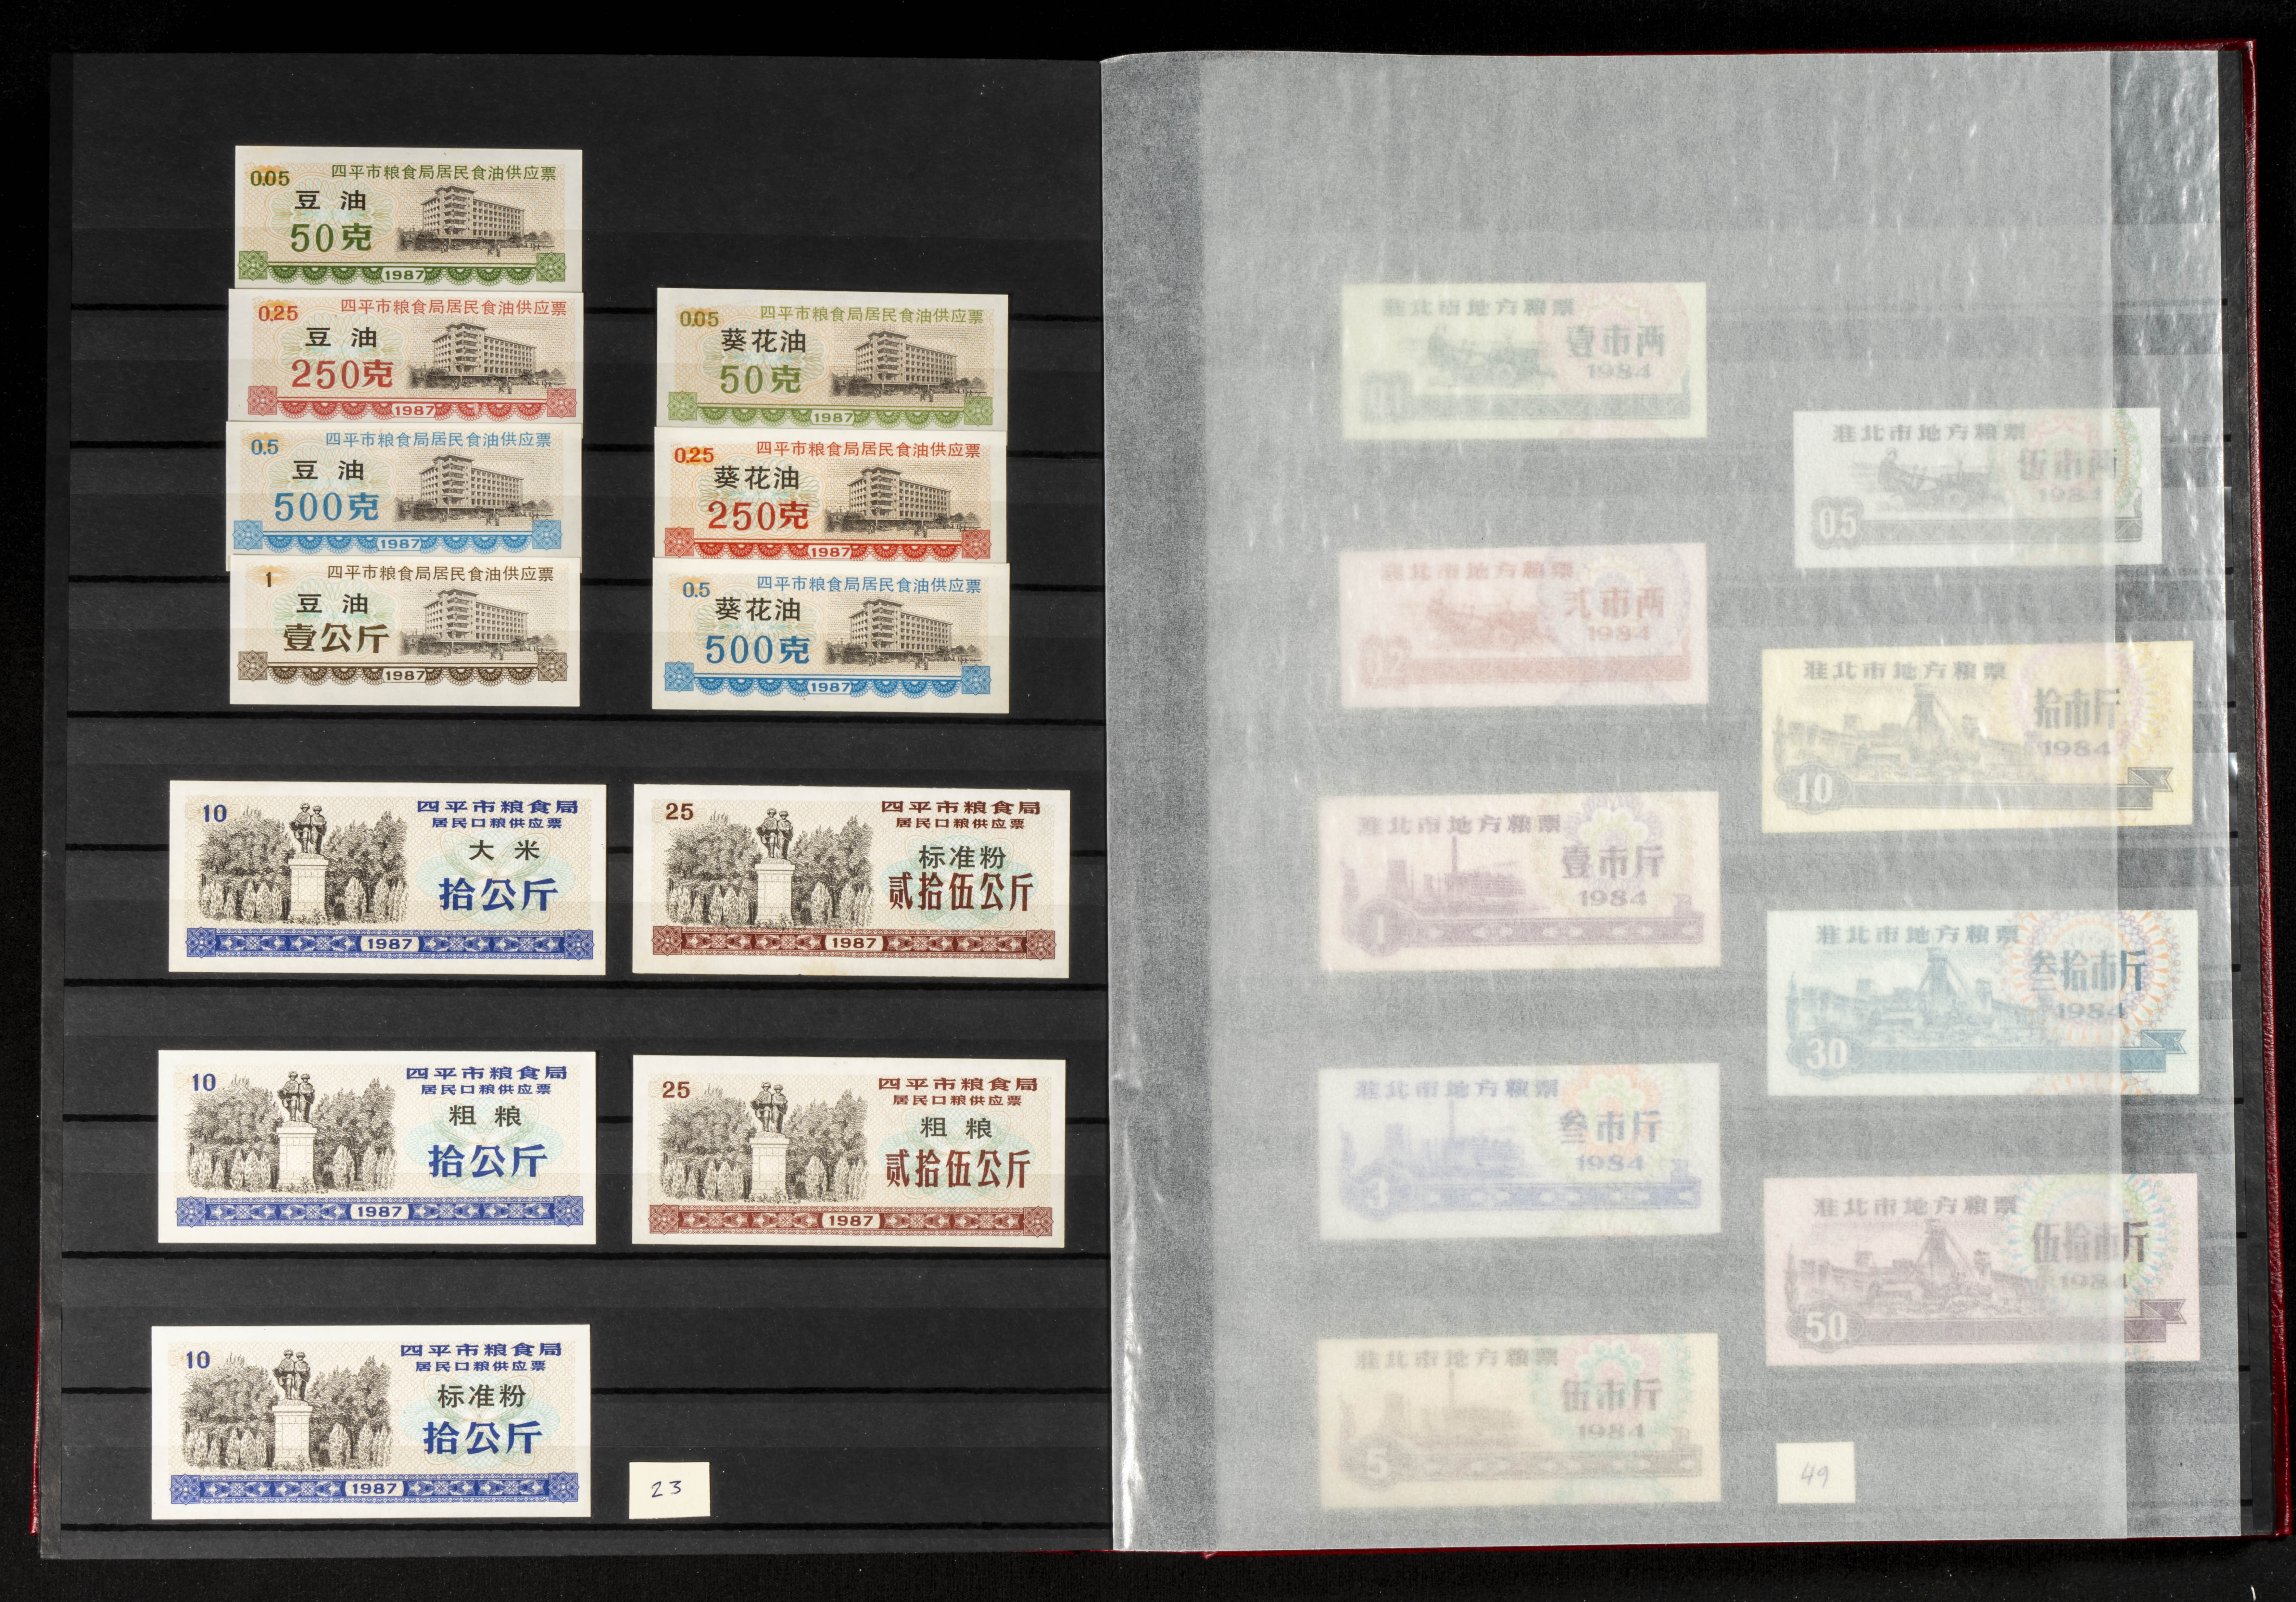 0.05
四平市粮食局居民食油供应票
豆油
50克
1987
0.25
四平市粮食局居民食油供应票
豆油
250克
1987
0.5
四平市粮食局居民食油供应票
豆油
500克
1987
1
四平市粮食局居民食油供应票
豆油
壹公斤
1987
0.05
四平市粮食局居民食油供应票
葵花油
50克
1987
0.25
四平市粮食局居民食油供应票
葵花油
250克
1987
0.5
四平市粮食局居民食油供应票
葵花油
500克
1987
10
四平市粮食局
居民口粮供应票
大米
拾公斤
1987
25
四平市粮食局
居民口粮供应票
标准粉
贰拾伍公斤
1987
10
四平市粮食局
居民口粮供应票
粗粮
拾公斤
1987
25
四平市粮食局
居民口粮供应票
粗粮
贰拾伍公斤
1987
10
四平市粮食局
居民口粮供应票
标准粉
拾公斤
1987
23
淮北市地方粮票
壹市两
1984
淮北市地方粮票
市两
1984
淮北市地方粮票
壹市斤
1984
1
淮北市地方粮票
叁市斤
1984
3
淮北市地方粮票
伍市斤
1984
5
淮北市地方粮票
伍市两
1984
0.5
淮北市地方粮票
拾市斤
1984
10
淮北市地方粮票
叁拾市斤
1984
30
淮北市地方粮票
伍拾市斤
1984
50
49